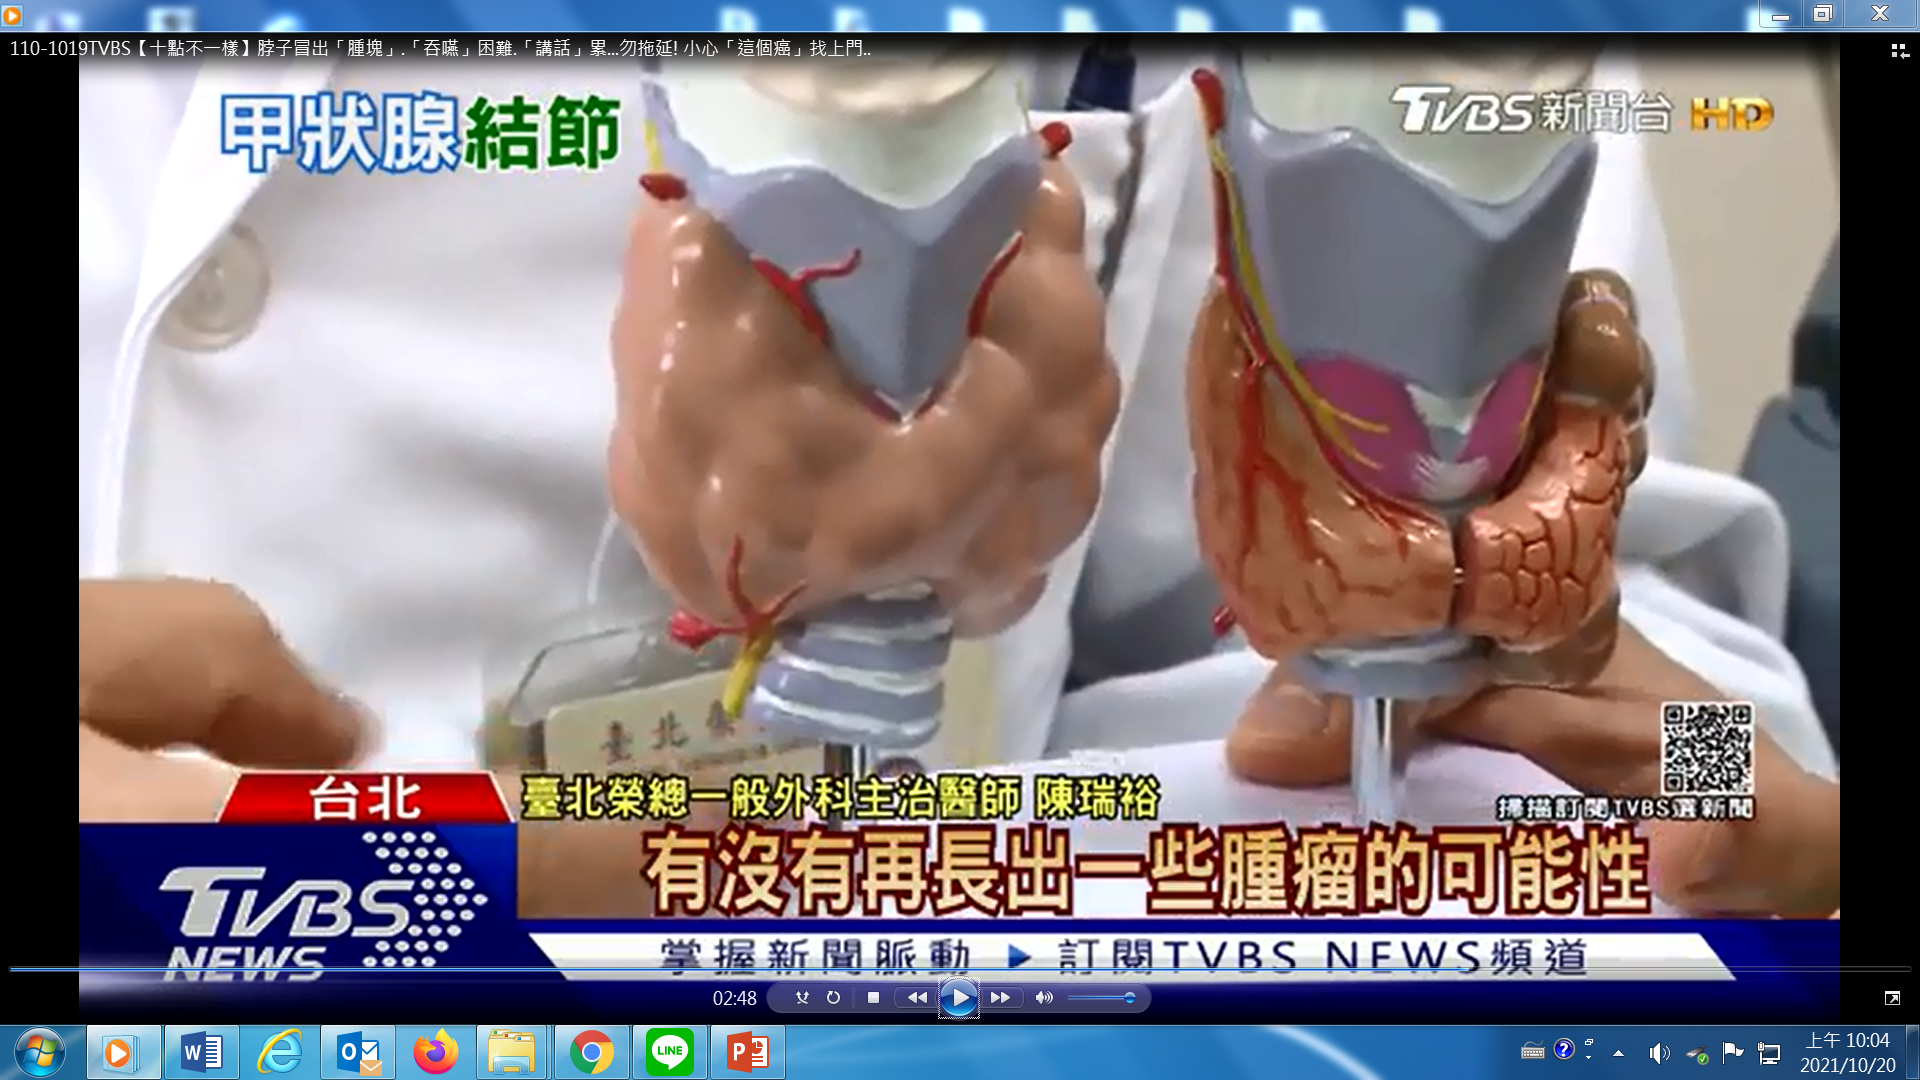 110-1019TVBS【十點不一樣】脖子冒出「腫塊」.「吞嚥」困難.「講話」累...勿拖延! 小心「這個癌」找上門..
甲狀腺結節
TVBS新聞台 HD
臺北榮
掃描訂閱TVBS選新聞
台北
臺北榮總一般外科主治醫師 陳瑞裕
有沒有再長出一些腫瘤的可能性
TVBS
NEWS
掌握新聞脈動 ▶ 訂閱TVBS NEWS頻道
02:48
LINE
上午 10:04
2021/10/20